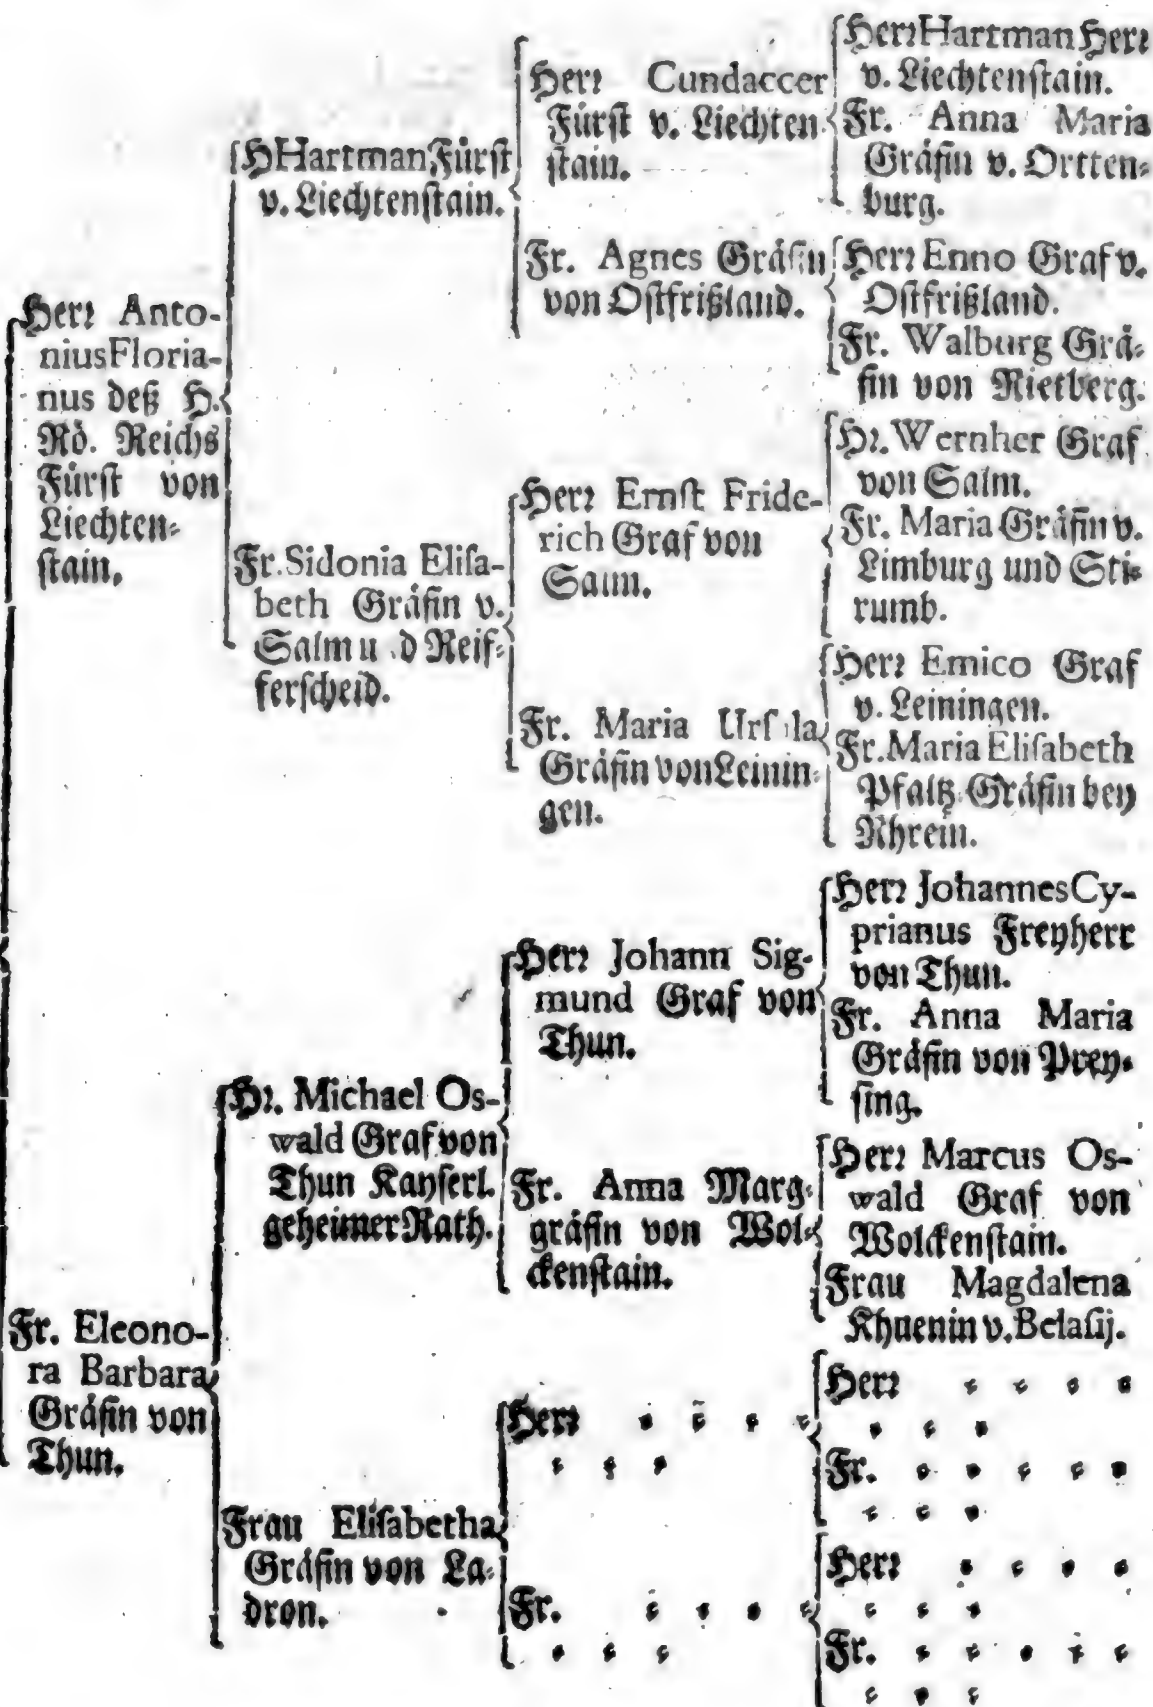 Herr Anto-
niusFloria-
nus deß H.
Rö. Reichs
Fürst von
Liechten-
stain.
HHartmanFürst
v. Liechtenstain.
Herr Cundaccer
Fürst v. Liechten
stain.
HerrHartman Herr
v. Liechtenstain.
Fr. Anna Maria
Gräfin v. Ortten-
burg.
Fr. Agnes Gräfin
von Ostfrißland.
Herr Enno Graf v.
Ostfrißland.
Fr. Walburg Grä-
fin von Rietberg.
Fr. Sidonia Elisa-
beth Gräfin v.
Salm u d Reif-
ferscheid.
Herr Ernst Fride-
rich Graf von
Salm.
Hr. Wernher Graf
von Salm.
Fr. Maria Gräfin v.
Limburg und Sti-
rumb.
Fr. Maria Ursula
Gräfin von Leinin-
gen.
Herr Emico Graf
v. Leiningen.
Fr. Maria Elisabeth
Pfaltz-Gräfin bey
Rhrein.
Fr. Eleono-
ra Barbara
Gräfin von
Thun.
Hr. Michael Os-
wald Graf von
Thun Kayserl.
geheimer Rath.
Herr Johann Sig-
mund Graf von
Thun.
Herr Johannes Cy-
prianus Freyherr
von Thun.
Fr. Anna Maria
Gräfin von Prey-
sing.
Fr. Anna Marg-
gräfin von Wol-
ckenstain.
Herr Marcus Os-
wald Graf von
Wolckenstain.
Frau Magdalena
Khuenin v. Belasij.
Frau Elisabetha
Gräfin von La-
dron.
Herr
Herr
Fr.
Fr.
Herr
Fr.